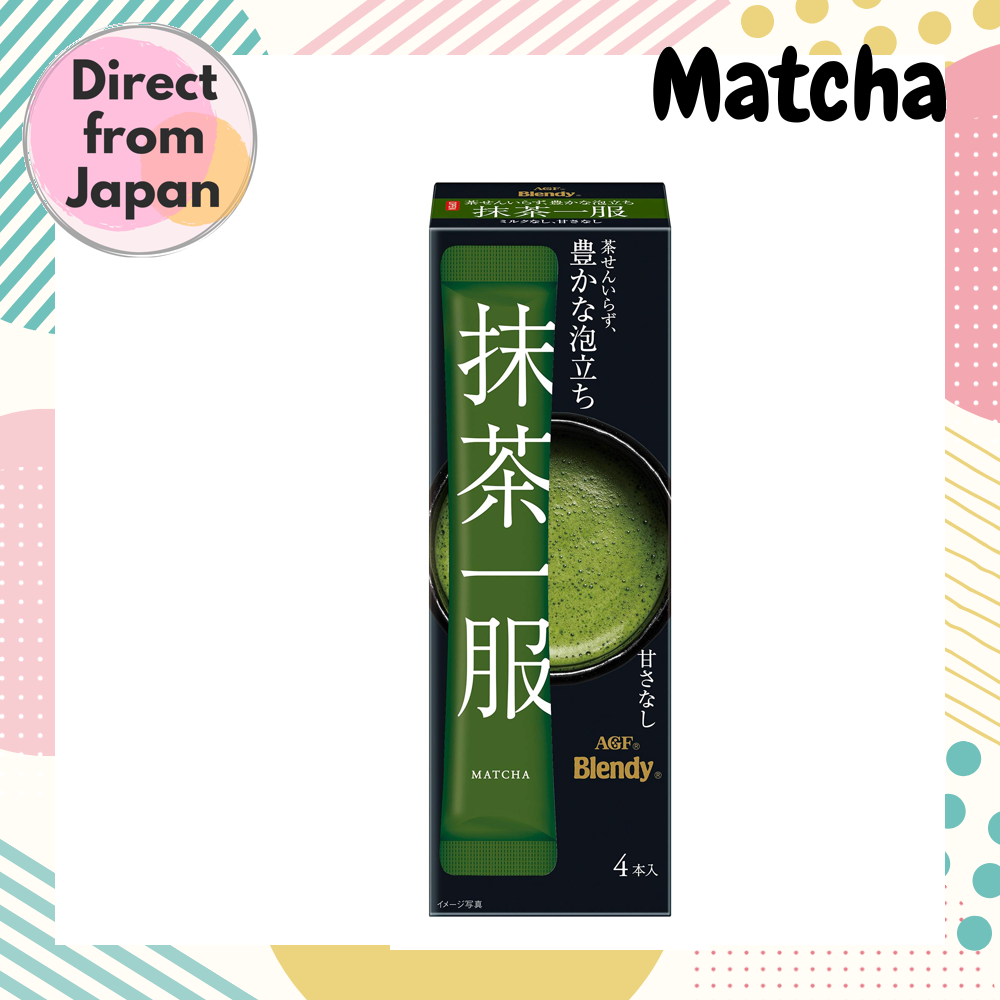 Direct
from
Japan
Matcha
AGF®
Blendy®
茶せんいらず、豊かな泡立ち
抹茶一服
ミルクなし、甘さなし
茶せんいらず、
豊かな泡立ち
抹茶一服
MATCHA
甘さなし
AGF®
Blendy®
4本入
イメージ写真